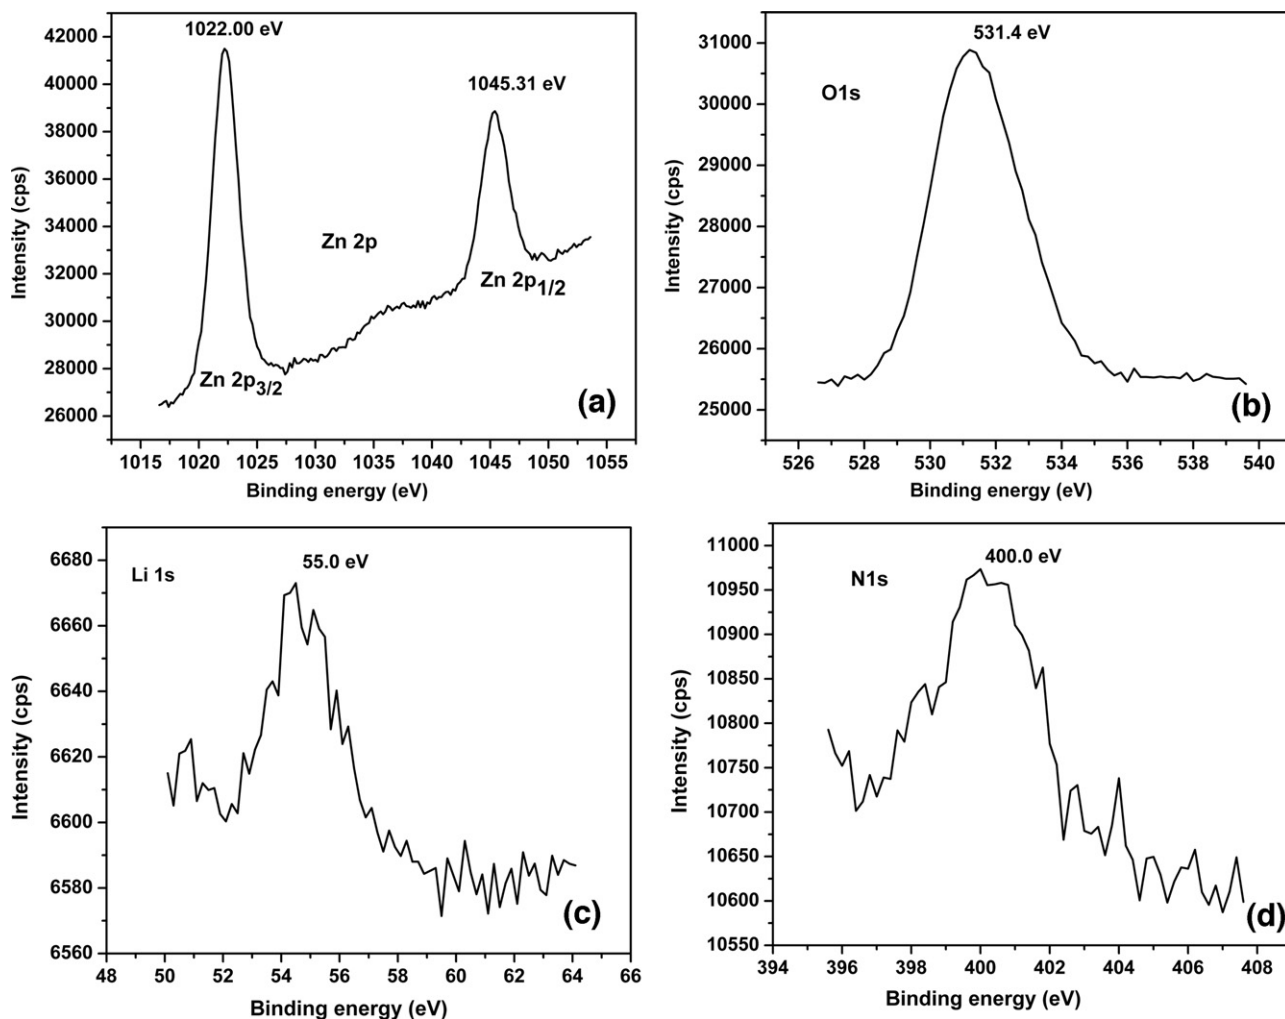 1022.00 eV
1045.31 eV
Zn 2p
Zn 2p3/2
Zn 2p1/2
(a)
42000
40000
38000
36000
34000
32000
30000
28000
26000
Intensity (cps)
1015 1020 1025 1030 1035 1040 1045 1050 1055
Binding energy (eV)
531.4 eV
O1s
(b)
31000
30000
29000
28000
27000
26000
25000
Intensity (cps)
526 528 530 532 534 536 538 540
Binding energy (eV)
55.0 eV
Li 1s
(c)
6680
6660
6640
6620
6600
6580
6560
Intensity (cps)
48 50 52 54 56 58 60 62 64 66
Binding energy (eV)
400.0 eV
N1s
(d)
11000
10950
10900
10850
10800
10750
10700
10650
10600
10550
Intensity (cps)
394 396 398 400 402 404 406 408
Binding energy (eV)